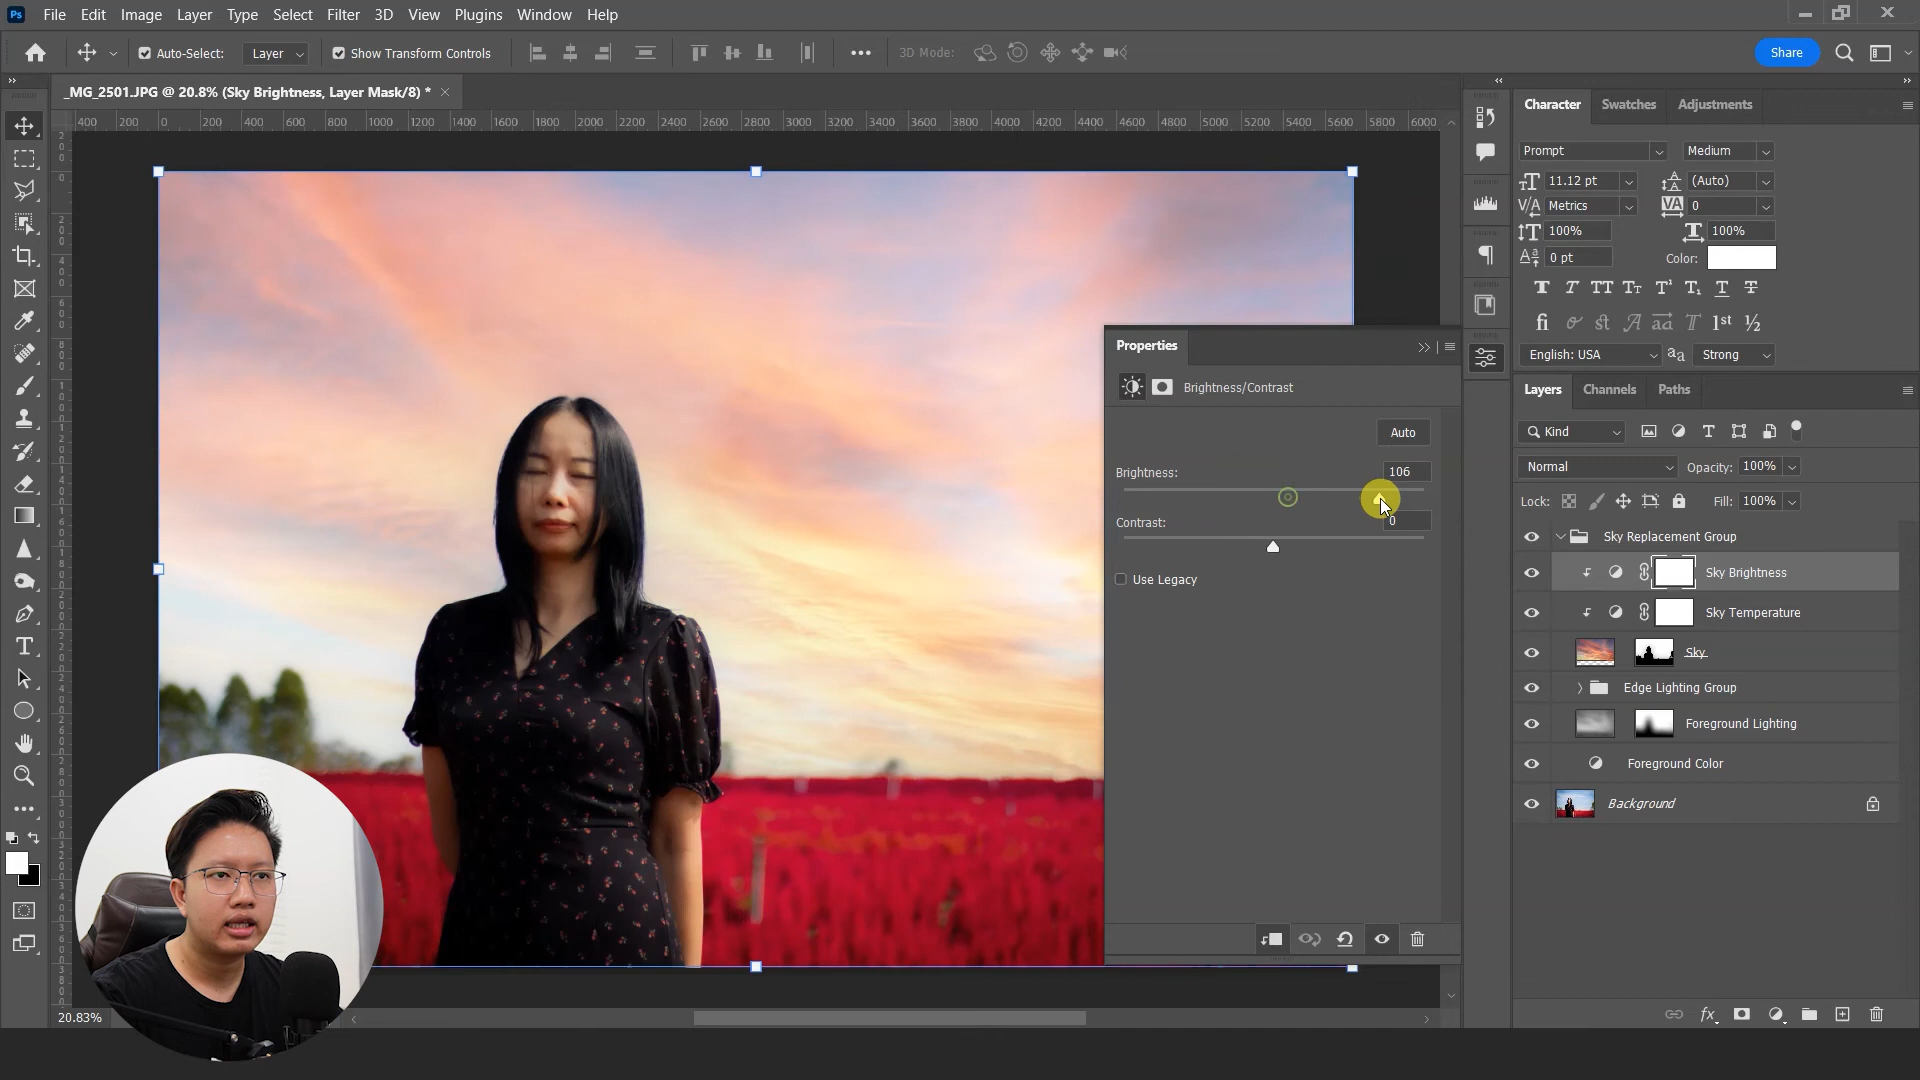 Ps File Edit Image Layer Type Select Filter 3D View Plugins Window Help
Auto-Select: Layer Show Transform Controls 3D Mode: Share
_MG_2501.JPG @ 20.8% (Sky Brightness, Layer Mask/8) *
400 200 0 200 400 600 800 1000 1200 1400 1600 1800 2000 2200 2400 2600 2800 3000 3200 3400 3600 3800 4000 4200 4400 4600 4800 5000 5200 5400 5600 5800 6000
Character Swatches Adjustments
Prompt Medium
11.12 pt (Auto)
Metrics 0
100% 100%
0 pt Color:
English: USA Strong
Properties
Brightness/Contrast
Auto
Brightness: 106
Contrast: 0
Use Legacy
Layers Channels Paths
Kind
Normal Opacity: 100%
Lock: Fill: 100%
Sky Replacement Group
Sky Brightness
Sky Temperature
Sky
Edge Lighting Group
Foreground Lighting
Foreground Color
Background
fx
20.83%